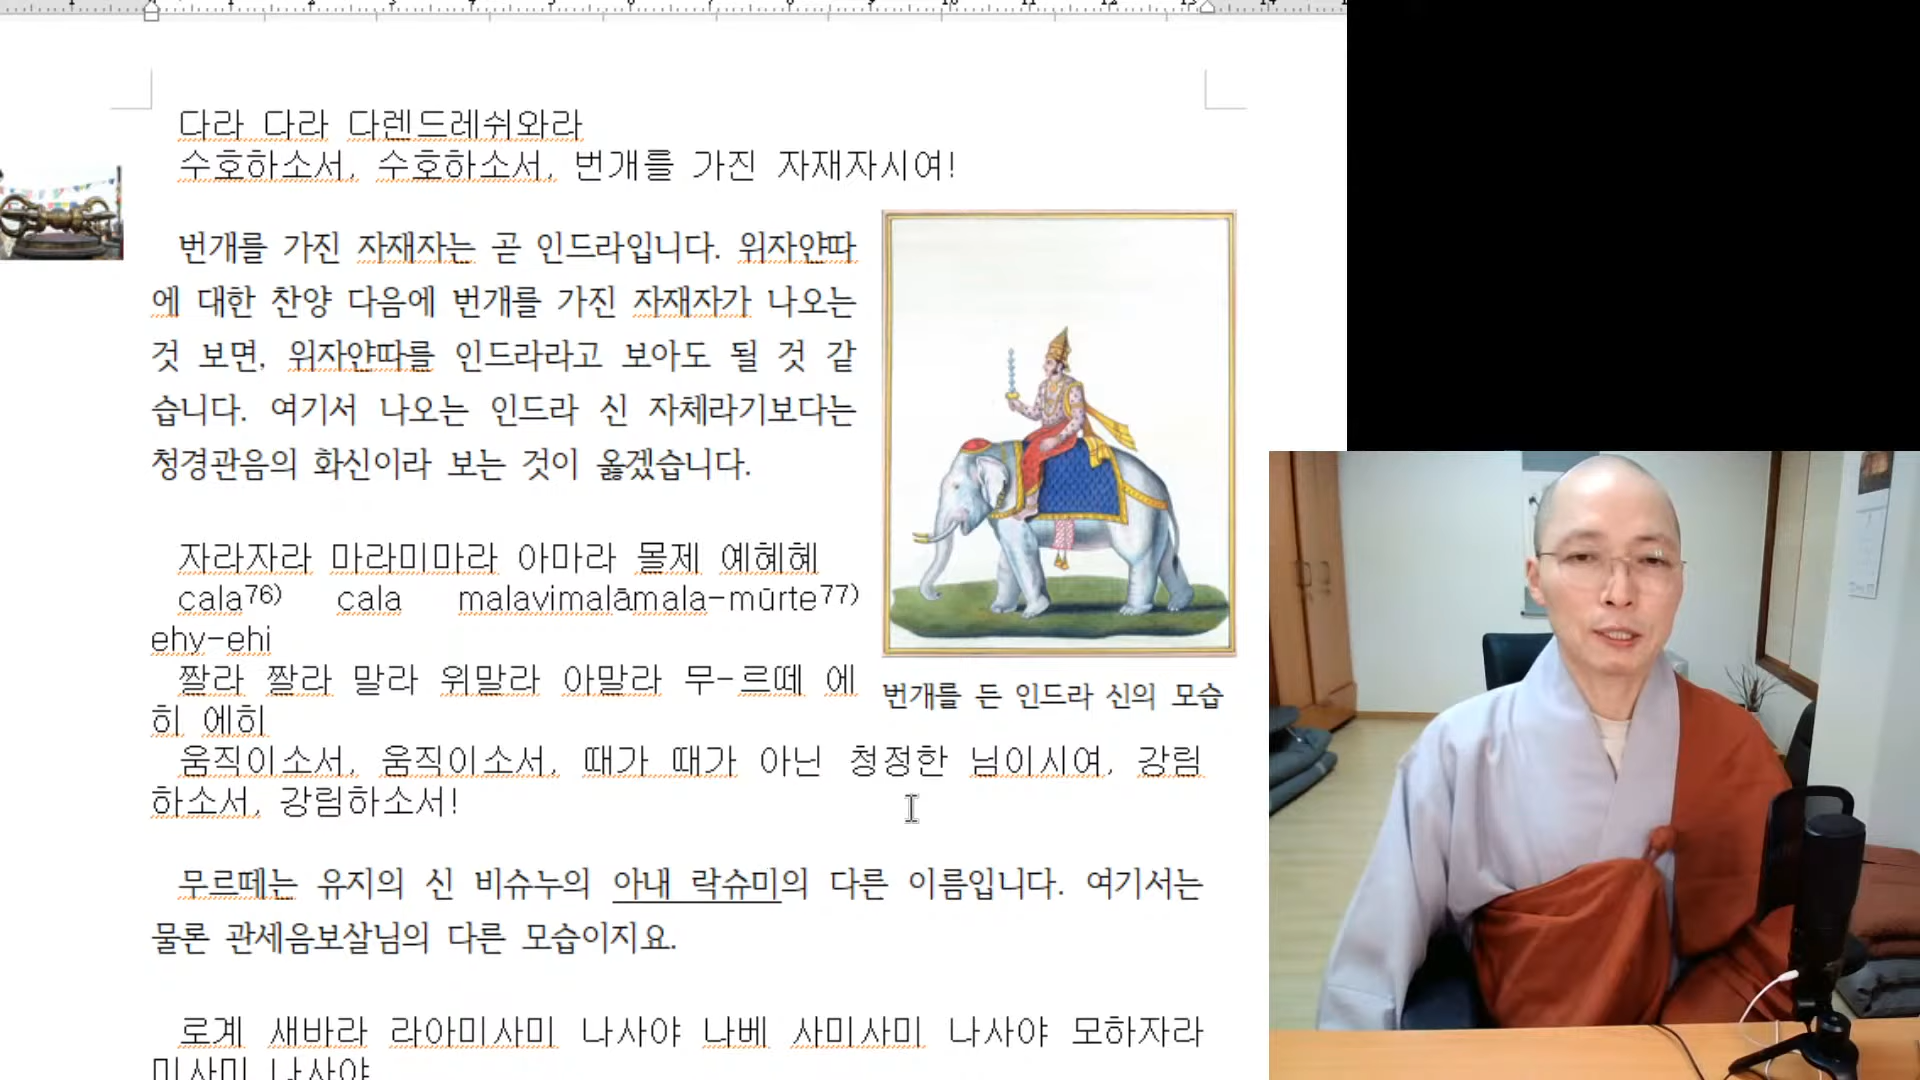 다라 다라 다렌드레쉬와라
수호하소서, 수호하소서, 번개를 가진 자재자시여!
번개를 가진 자재자는 곧 인드라입니다. 위자얀따
에 대한 찬양 다음에 번개를 가진 자재자가 나오는
것 보면, 위자얀따를 인드라라고 보아도 될 것 같
습니다. 여기서 나오는 인드라 신 자체라기보다는
청경관음의 화신이라 보는 것이 옳겠습니다.
자라자라 마라미마라 아마라 몰제 예혜혜
cala76) cala malavimalāmala-mūrte77)
ehy-ehi
짤라 짤라 말라 위말라 아말라 무-르떼 에
히 에히
번개를 든 인드라 신의 모습
움직이소서, 움직이소서, 때가 때가 아닌 청정한 님이시여, 강림
하소서, 강림하소서!
무르떼는 유지의 신 비슈누의 아내 락슈미의 다른 이름입니다. 여기서는
물론 관세음보살님의 다른 모습이지요.
로계 새바라 라아미사미 나사야 나베 사미사미 나사야 모하자라
미사미 나사야